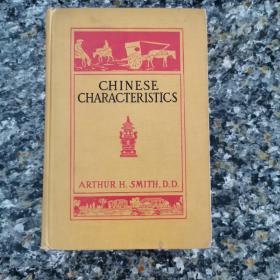 CHINESE
CHARACTERISTICS
ARTHUR H. SMITH, D.D.